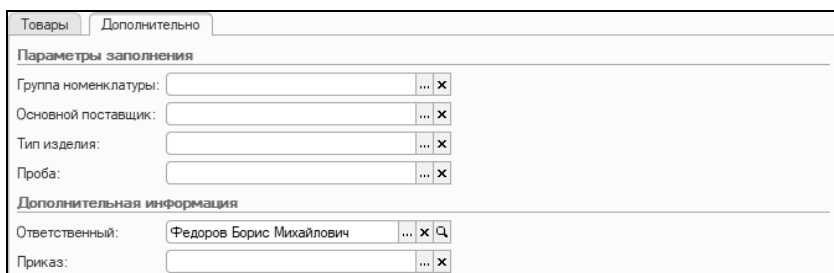 Товары Дополнительно
Параметры заполнения
Группа номенклатуры: ... x
Основной поставщик: ... x
Тип изделия: ... x
Проба: ... x
Дополнительная информация
Ответственный: Федоров Борис Михайлович ... x
Приказ: ... x